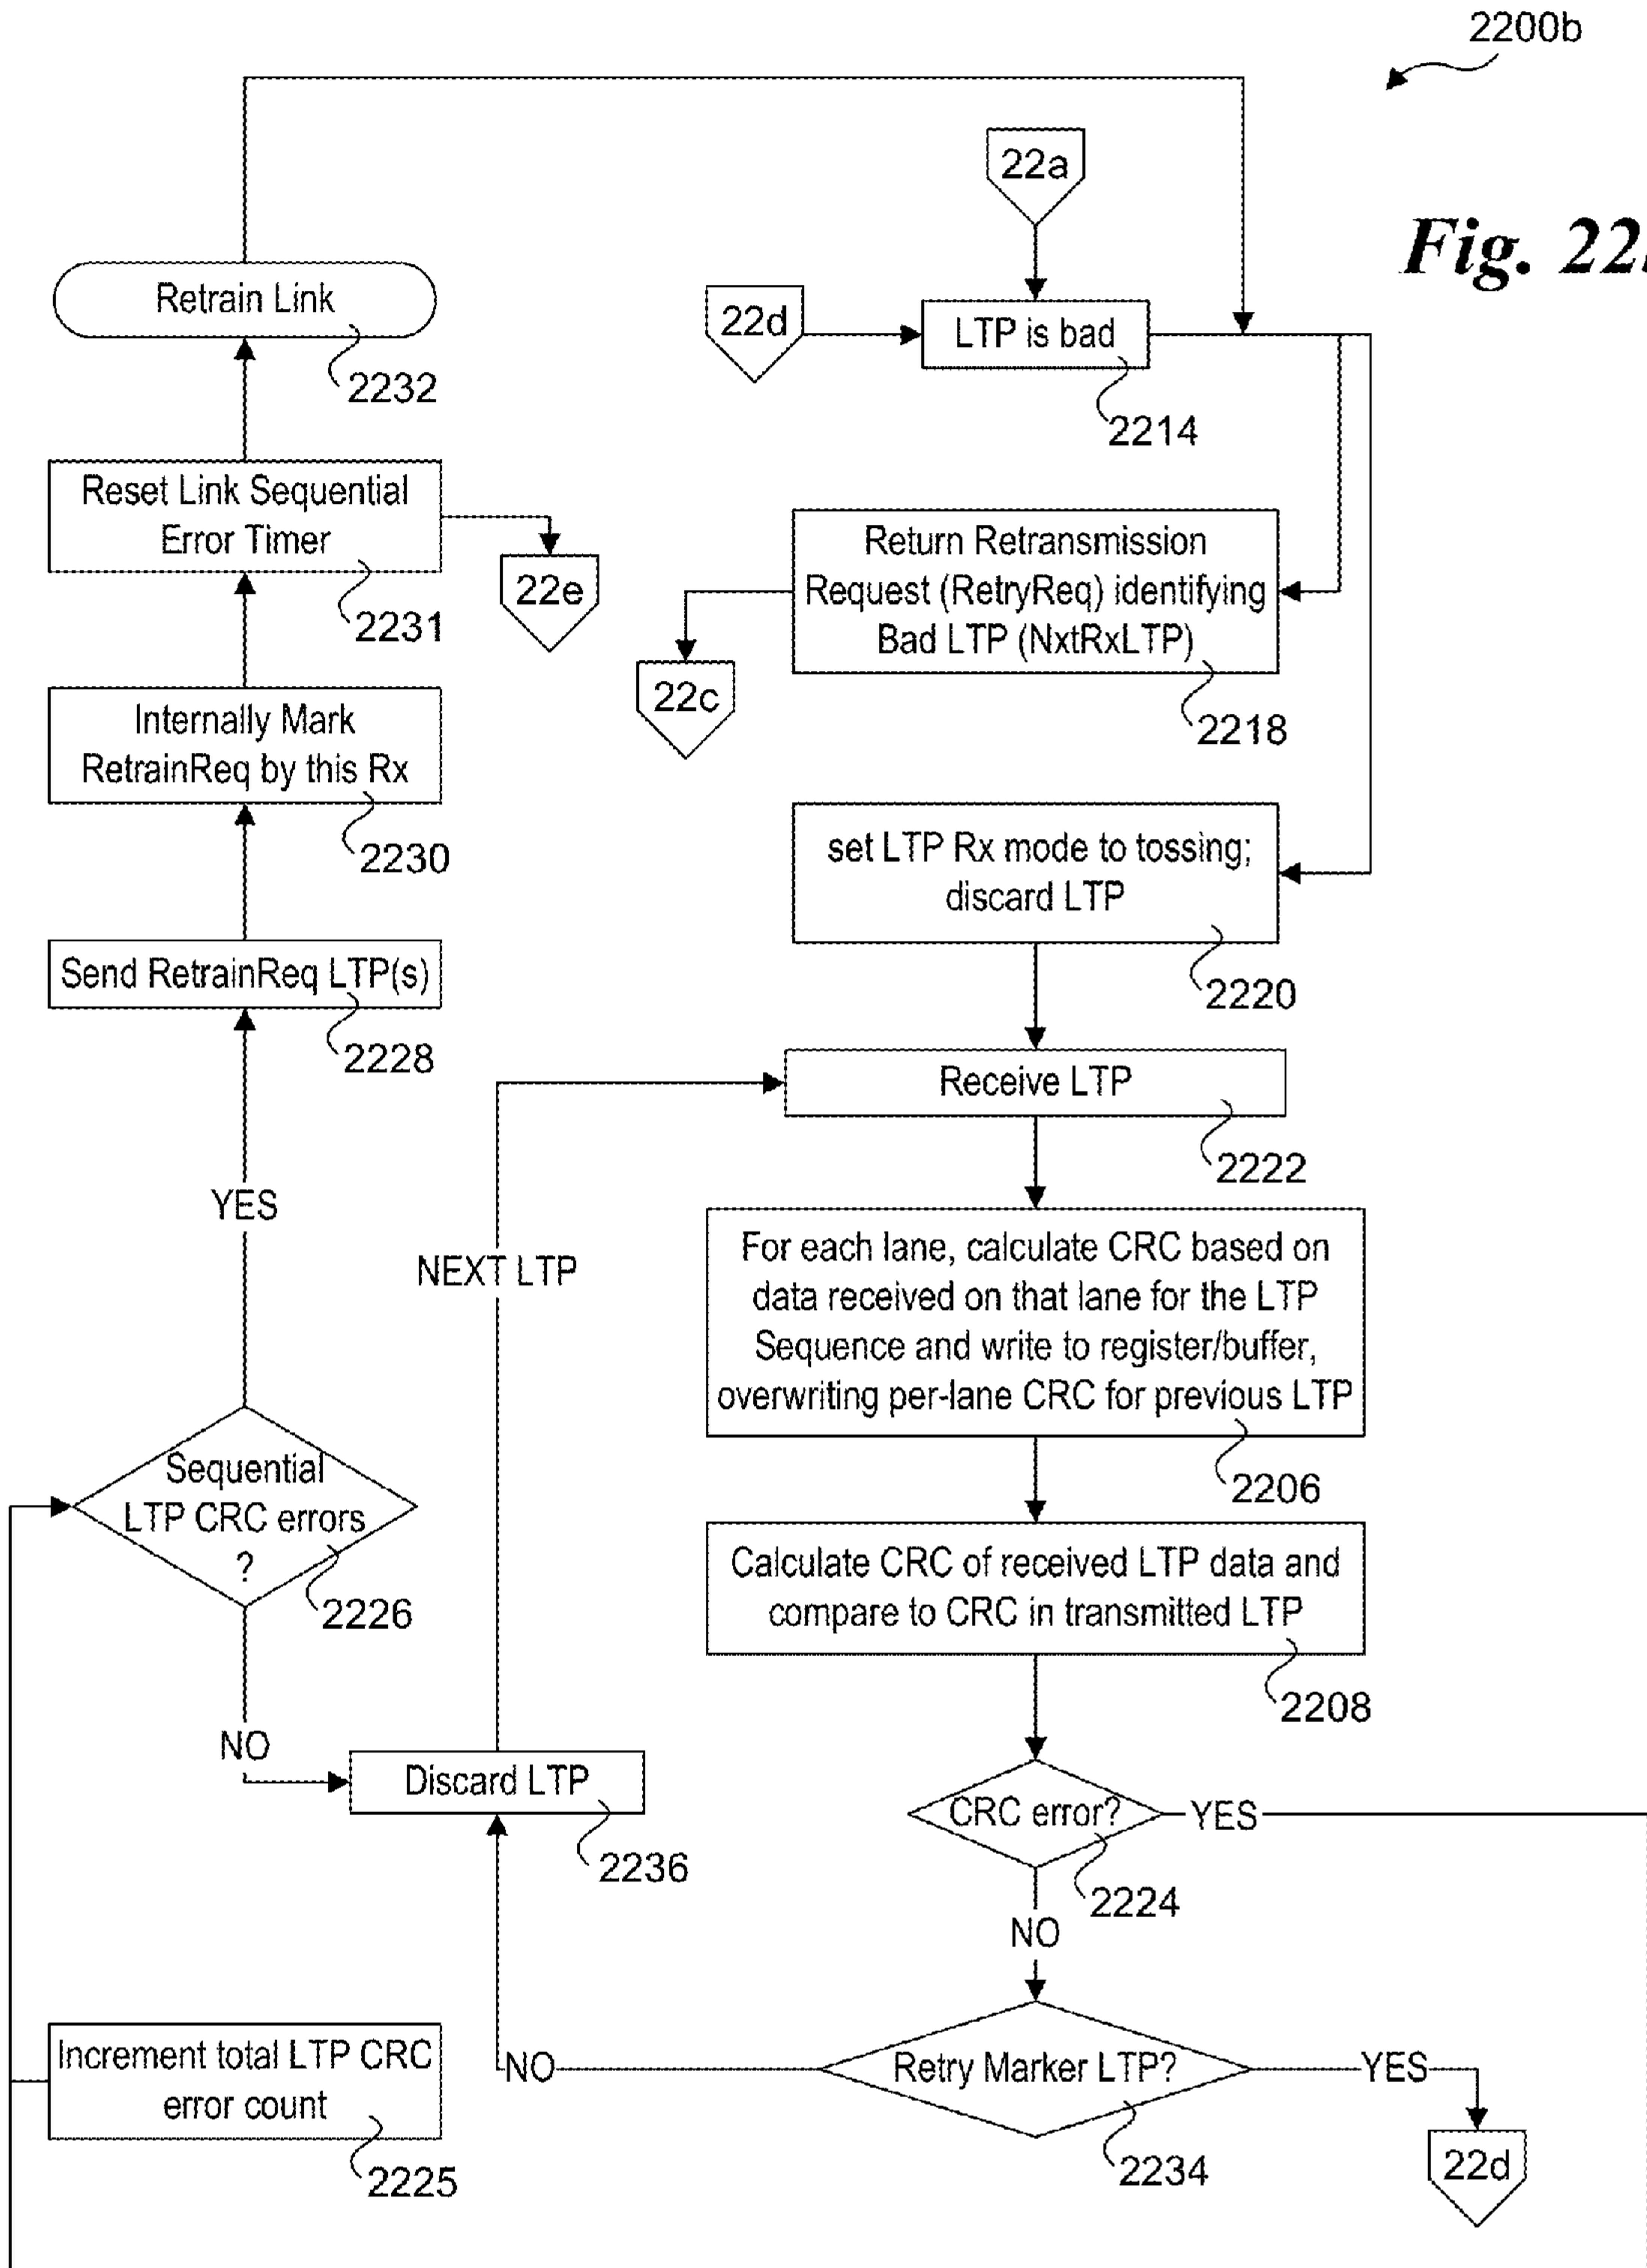 2200b
Fig. 22
22a
Retrain Link
2232
22d
LTP is bad
2214
Reset Link Sequential
Error Timer
2231
22e
Return Retransmission
Request (RetryReq) identifying
Bad LTP (NxtRxLTP)
2218
22c
Internally Mark
RetrainReq by this Rx
2230
set LTP Rx mode to tossing;
discard LTP
2220
Send RetrainReq LTP(s)
2228
Receive LTP
2222
YES
NEXT LTP
For each lane, calculate CRC based on
data received on that lane for the LTP
Sequence and write to register/buffer,
overwriting per-lane CRC for previous LTP
2206
Sequential
LTP CRC errors
?
2226
Calculate CRC of received LTP data and
compare to CRC in transmitted LTP
2208
NO
Discard LTP
2236
CRC error?
YES
2224
NO
Increment total LTP CRC
error count
2225
NO
Retry Marker LTP?
YES
2234
22d